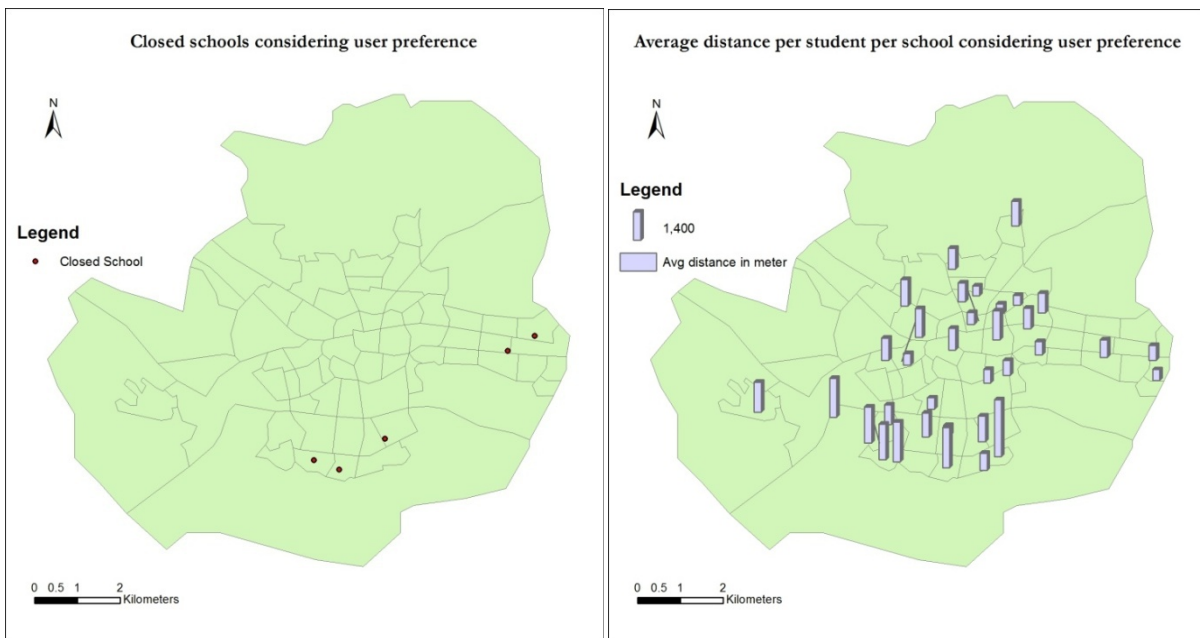 Closed schools considering user preference
N
Legend
Closed School
0 0.5 1 2
Kilometers
Average distance per student per school considering user preference
N
Legend
1,400
Avg distance in meter
0 0.5 1 2
Kilometers